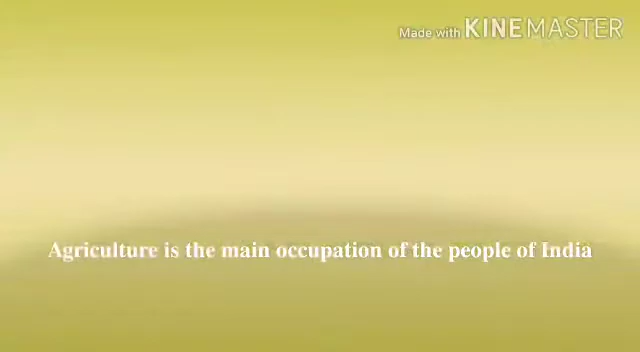 Made with KINEMASTER
Agriculture is the main occupation of the people of India